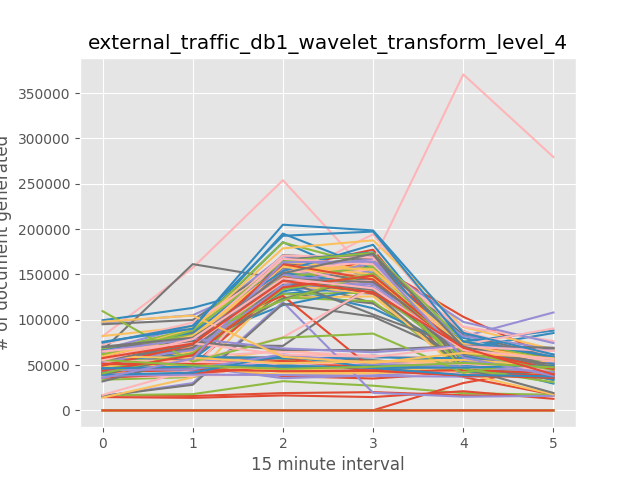 external_traffic_db1_wavelet_transform_level_4
350000
300000
250000
200000
150000
100000
50000
0
# of document generated
0 1 2 3 4 5
15 minute interval